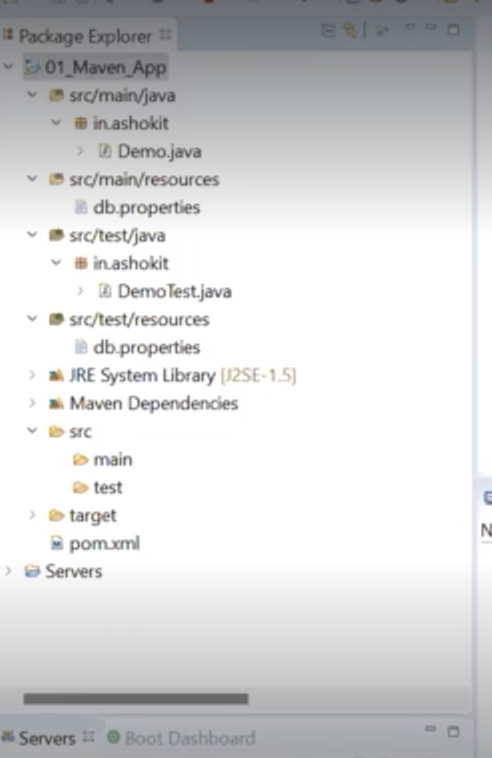 Package Explorer
01_Maven_App
src/main/java
in.ashokit
Demo.java
src/main/resources
db.properties
src/test/java
in.ashokit
DemoTest.java
src/test/resources
db.properties
JRE System Library [J2SE-1.5]
Maven Dependencies
src
main
test
target
pom.xml
Servers
N
Servers
Boot Dashboard